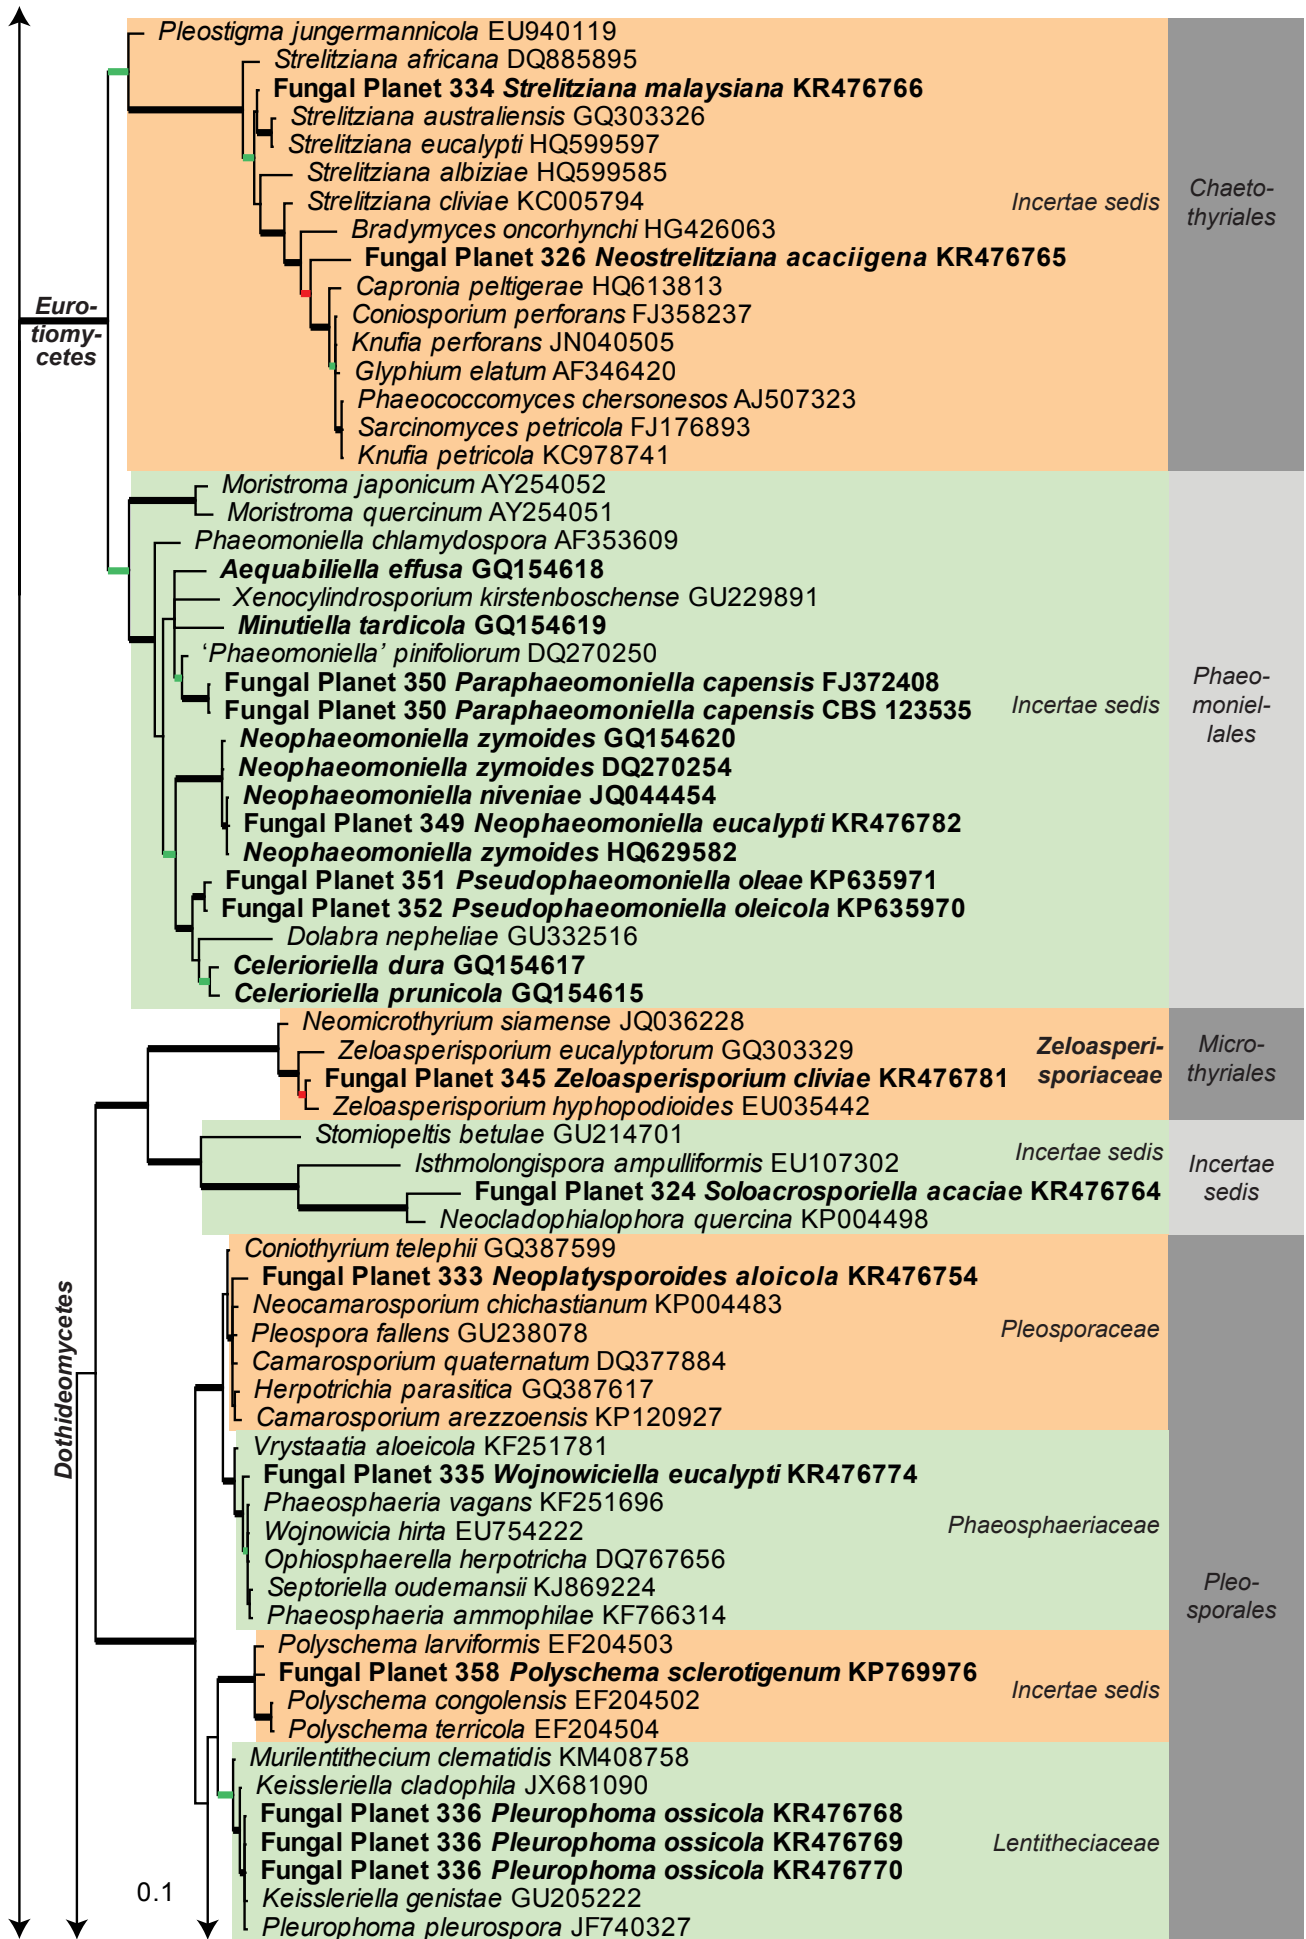 Pleostigma jungermannicola EU940119
Strelitziana africana DQ885895
Fungal Planet 334 Strelitziana malaysiana KR476766
Strelitziana australiensis GQ303326
Strelitziana eucalypti HQ599597
Strelitziana albiziae HQ599585
Strelitziana cliviae KC005794
Bradymyces oncorhynchi HG426063
Fungal Planet 326 Neostrelitziana acaciigena KR476765
Capronia peltigerae HQ613813
Coniosporium perforans FJ358237
Knufia perforans JN040505
Glyphium elatum AF346420
Phaeococcomyces chersonesos AJ507323
Sarcinomyces petricola FJ176893
Knufia petricola KC978741
Incertae sedis
Chaeto-
thyriales
Euro-
tiomy-
cetes
Moristroma japonicum AY254052
Moristroma quercinum AY254051
Phaeomoniella chlamydospora AF353609
Aequabiliella effusa GQ154618
Xenocylindrosporium kirstenboschense GU229891
Minutiella tardicola GQ154619
‘Phaeomoniella’ pinifoliorum DQ270250
Fungal Planet 350 Paraphaeomoniella capensis FJ372408
Fungal Planet 350 Paraphaeomoniella capensis CBS 123535
Neophaeomoniella zymoides GQ154620
Neophaeomoniella zymoides DQ270254
Neophaeomoniella niveniae JQ044454
Fungal Planet 349 Neophaeomoniella eucalypti KR476782
Neophaeomoniella zymoides HQ629582
Fungal Planet 351 Pseudophaeomoniella oleae KP635971
Fungal Planet 352 Pseudophaeomoniella oleicola KP635970
Dolabra nepheliae GU332516
Celerioriella dura GQ154617
Celerioriella prunicola GQ154615
Incertae sedis
Phaeo-
moniel-
lales
Neomicrothyrium siamense JQ036228
Zeloasperisporium eucalyptorum GQ303329
Fungal Planet 345 Zeloasperisporium cliviae KR476781
Zeloasperisporium hyphopodioides EU035442
Zeloasperi-
sporiaceae
Micro-
thyriales
Stomiopeltis betulae GU214701
Isthmolongispora ampulliformis EU107302
Fungal Planet 324 Soloacrosporiella acaciae KR476764
Neocladophialophora quercina KP004498
Incertae sedis
Incertae
sedis
Coniothyrium telephii GQ387599
Fungal Planet 333 Neoplatysporoides aloicola KR476754
Neocamarosporium chichastianum KP004483
Pleospora fallens GU238078
Camarosporium quaternatum DQ377884
Herpotrichia parasitica GQ387617
Camarosporium arezzoensis KP120927
Pleosporaceae
Dothideomycetes
Vrystaatia aloeicola KF251781
Fungal Planet 335 Wojnowiciella eucalypti KR476774
Phaeosphaeria vagans KF251696
Wojnowicia hirta EU754222
Ophiosphaerella herpotricha DQ767656
Septoriella oudemansii KJ869224
Phaeosphaeria ammophilae KF766314
Phaeosphaeriaceae
Pleo-
sporales
Polyschema larviformis EF204503
Fungal Planet 358 Polyschema sclerotigenum KP769976
Polyschema congolensis EF204502
Polyschema terricola EF204504
Incertae sedis
Murilentithecium clematidis KM408758
Keissleriella cladophila JX681090
Fungal Planet 336 Pleurophoma ossicola KR476768
Fungal Planet 336 Pleurophoma ossicola KR476769
Fungal Planet 336 Pleurophoma ossicola KR476770
Keissleriella genistae GU205222
Pleurophoma pleurospora JF740327
Lentitheciaceae
0.1